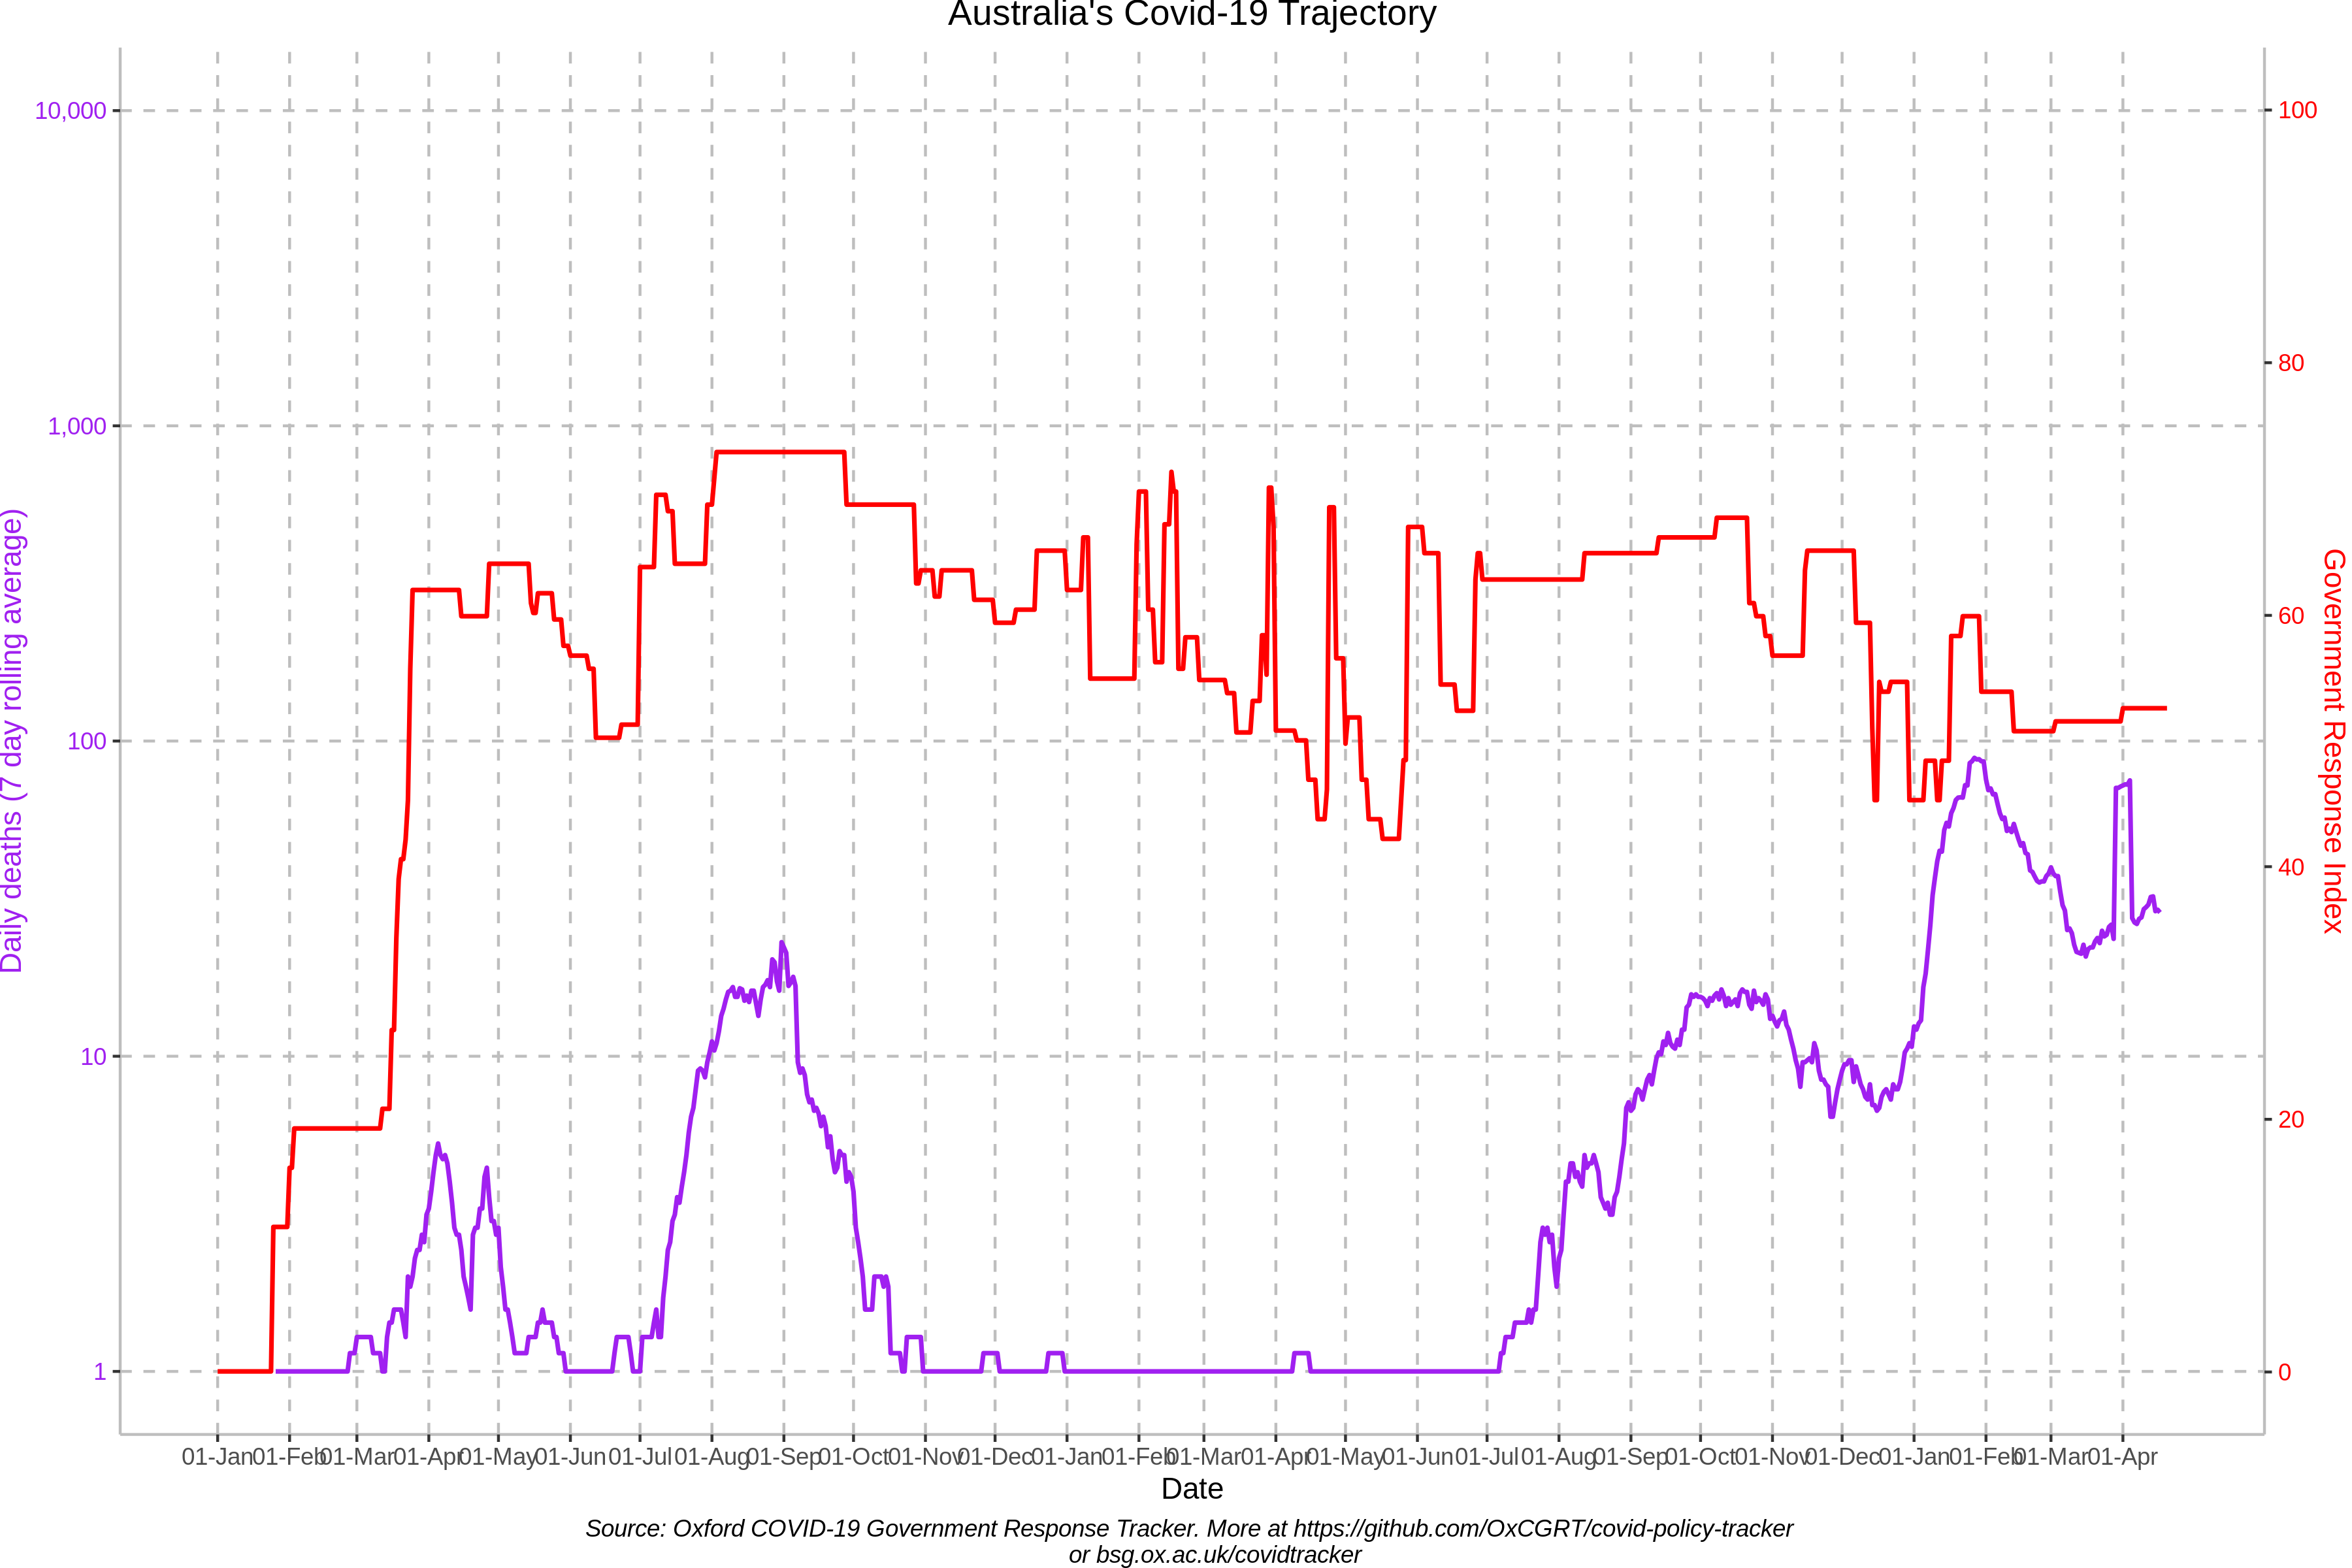 Australia's Covid-19 Trajectory
10,000
1,000
100
10
1
Daily deaths (7 day rolling average)
100
80
60
40
20
0
Government Response Index
01-Jan 01-Feb 01-Mar 01-Apr 01-May 01-Jun 01-Jul 01-Aug 01-Sep 01-Oct 01-Nov 01-Dec 01-Jan 01-Feb 01-Mar 01-Apr 01-May 01-Jun 01-Jul 01-Aug 01-Sep 01-Oct 01-Nov 01-Dec 01-Jan 01-Feb 01-Mar 01-Apr
Date
Source: Oxford COVID-19 Government Response Tracker. More at https://github.com/OxCGRT/covid-policy-tracker
or bsg.ox.ac.uk/covidtracker